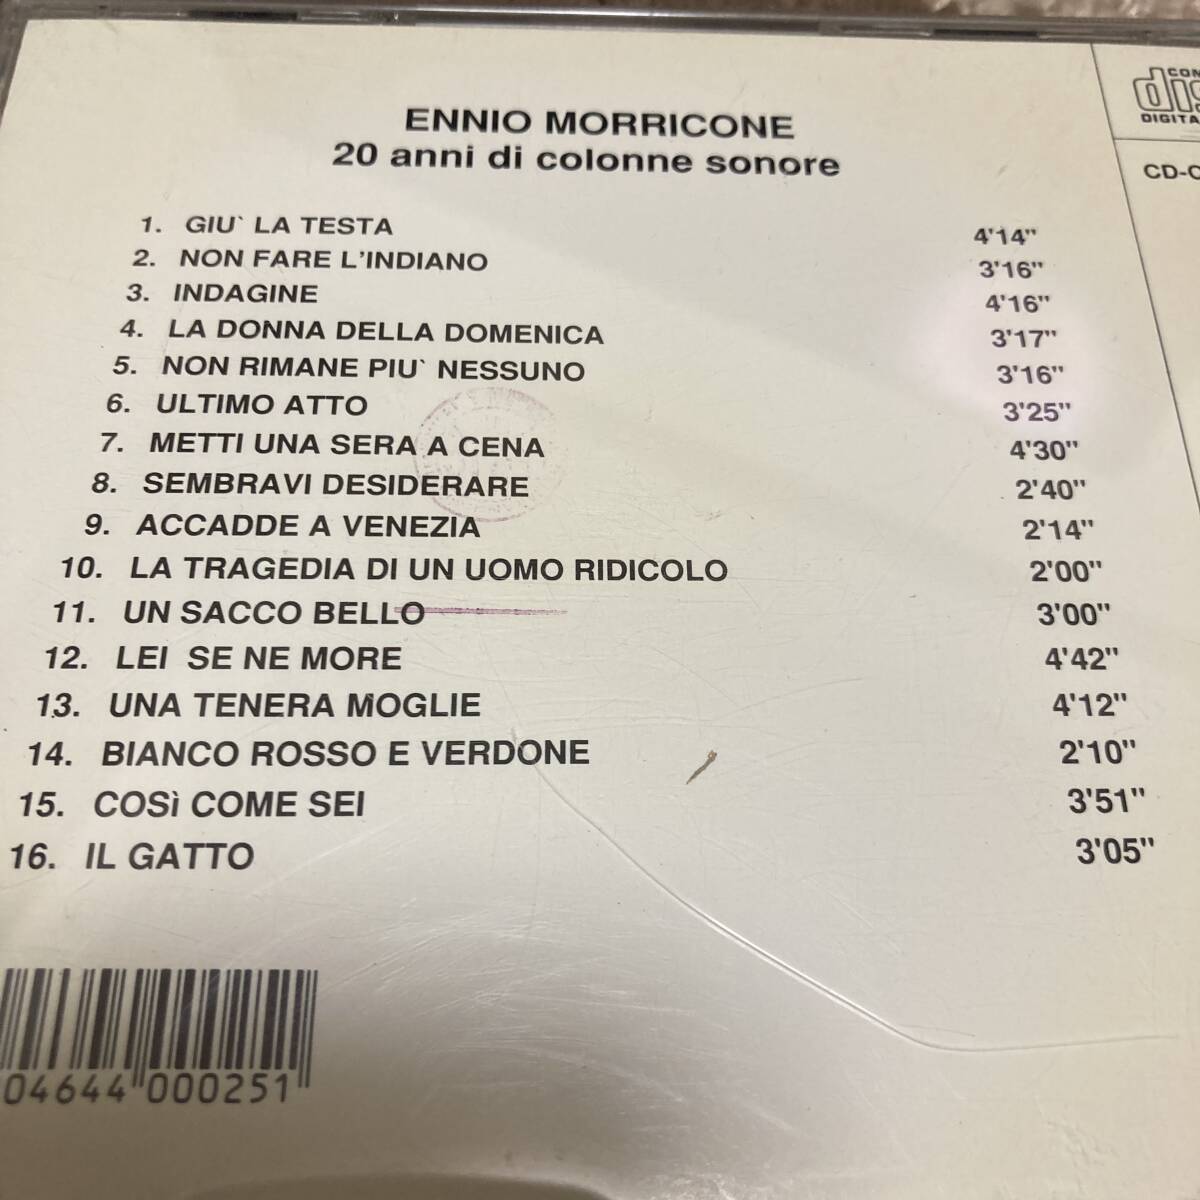 ENNIO MORRICONE
20 anni di colonne sonore
1. GIU` LA TESTA 4'14"
2. NON FARE L'INDIANO 3'16"
3. INDAGINE 4'16"
4. LA DONNA DELLA DOMENICA 3'17"
5. NON RIMANE PIU` NESSUNO 3'16"
6. ULTIMO ATTO 3'25"
7. METTI UNA SERA A CENA 4'30"
8. SEMBRAVI DESIDERARE 2'40"
9. ACCADDE A VENEZIA 2'14"
10. LA TRAGEDIA DI UN UOMO RIDICOLO 2'00"
11. UN SACCO BELLO 3'00"
12. LEI SE NE MORE 4'42"
13. UNA TENERA MOGLIE 4'12"
14. BIANCO ROSSO E VERDONE 2'10"
15. COSì COME SEI 3'51"
16. IL GATTO 3'05"
04644 000251